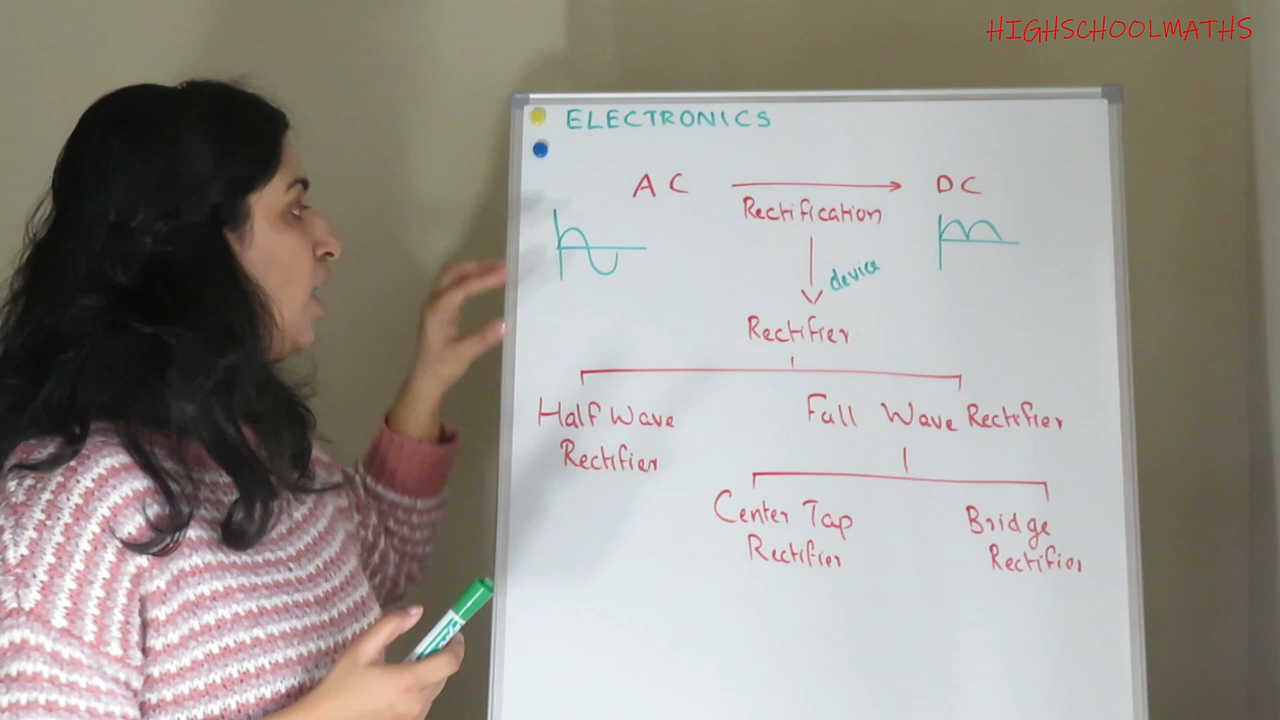 HIGHSCHOOLMATHS
ELECTRONICS
AC DC
Rectification
device
Rectifier
Half Wave
Rectifier
Full Wave Rectifier
Center Tap
Rectifier
Bridge
Rectifier